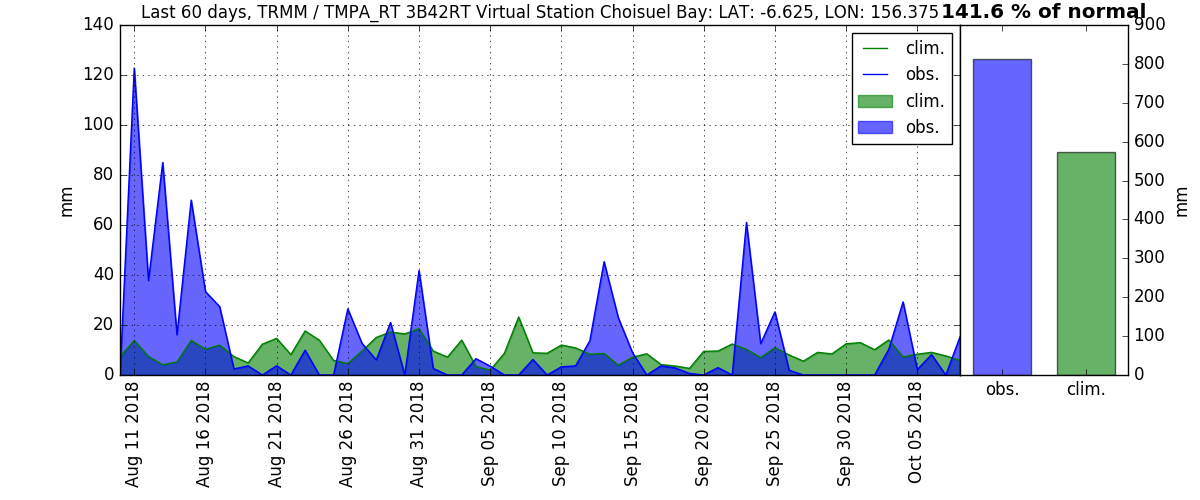 Last 60 days, TRMM / TMPA_RT 3B42RT Virtual Station Choisuel Bay: LAT: -6.625, LON: 156.375
141.6 % of normal
mm
140
120
100
80
60
40
20
0
clim.
obs.
clim.
obs.
Aug 11 2018
Aug 16 2018
Aug 21 2018
Aug 26 2018
Aug 31 2018
Sep 05 2018
Sep 10 2018
Sep 15 2018
Sep 20 2018
Sep 25 2018
Sep 30 2018
Oct 05 2018
900
800
700
600
500
400
300
200
100
0
mm
obs.
clim.